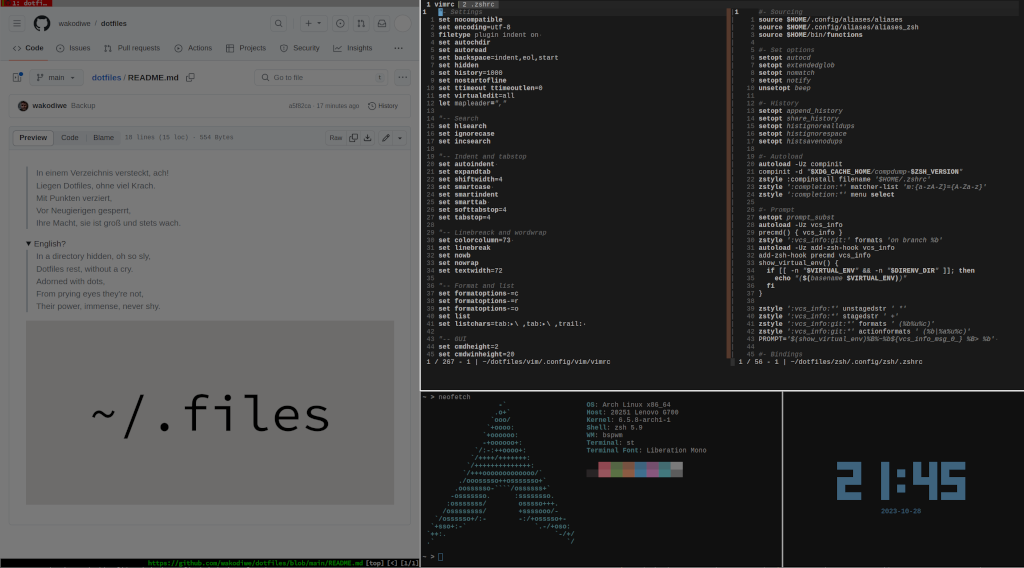 1: dotfi…
wakodiwe / dotfiles
Code
Issues
Pull requests
Actions
Projects
Security
Insights
main
dotfiles / README.md
Go to file
t
wakodiwe Backup
17 minutes ago
History
Preview Code Blame
18 lines (15 loc) · 594 Bytes
Raw
In einem Verzeichnis versteckt, ach!
Liegen Dotfiles, ohne viel Krach.
Mit Punkten verziert,
Vor Neugierigen gesperrt,
Ihre Macht, sie ist groß und stets wach.
▼ English?
In a directory hidden, oh so sly,
Dotfiles rest, without a cry.
Adorned with dots,
From prying eyes they're not,
Their power, immense, never shy.
~/.files
https://github.com/wakodiwe/dotfiles/blob/main/README.md [top] [<] [1/1]
1 vimrc 2 .zshrc
1 "- Settings
1 set nocompatible
2 set encoding=utf-8
3 filetype plugin indent on
4 set autochdir
5 set autoread
6 set backspace=indent,eol,start
7 set hidden
8 set history=1000
9 set nostartofline
10 set ttimeout ttimeoutlen=0
11 set virtualedit=all
12 let mapleader=","
13
14 "-- Search
15 set hlsearch
16 set ignorecase
17 set incsearch
18
19 "-- Indent and tabstop
20 set autoindent
21 set expandtab
22 set shiftwidth=4
23 set smartcase
24 set smartindent
25 set smarttab
26 set softtabstop=4
27 set tabstop=4
28
29 "-- Linebreack and wordwrap
30 set colorcolumn=73
31 set linebreak
32 set nowb
33 set nowrap
34 set textwidth=72
35
36 "-- Format and list
37 set formatoptions-=c
38 set formatoptions-=r
39 set formatoptions-=o
40 set list
41 set listchars=tab:▸\ ,tab:▸\ ,trail:·
42
43 "-- GUI
44 set cmdheight=2
45 set cmdwinheight=20
1 / 267 - 1 | ~/dotfiles/vim/.config/vim/vimrc
1 #- Sourcing
1 source $HOME/.config/aliases/aliases
2 source $HOME/.config/aliases/aliases_zsh
3 source $HOME/bin/functions
4
5 #- Set options
6 setopt autocd
7 setopt extendedglob
8 setopt nomatch
9 setopt notify
10 unsetopt beep
11
12 #- History
13 setopt append_history
14 setopt share_history
15 setopt histignorealldups
16 setopt histignorespace
17 setopt histsavenodups
18
19 #- Autoload
20 autoload -Uz compinit
21 compinit -d "$XDG_CACHE_HOME/compdump-$ZSH_VERSION"
22 zstyle :compinstall filename '$HOME/.zshrc'
23 zstyle ':completion:*' matcher-list 'm:{a-zA-Z}={A-Za-z}'
24 zstyle ':completion:*' menu select
25
26 #- Prompt
27 setopt prompt_subst
28 autoload -Uz vcs_info
29 precmd() { vcs_info }
30 zstyle ':vcs_info:git:' formats 'on branch %b'
31 autoload -Uz add-zsh-hook vcs_info
32 add-zsh-hook precmd vcs_info
33 show_virtual_env() {
34 if [[ -n "$VIRTUAL_ENV" && -n "$DIRENV_DIR" ]]; then
35 echo "($(basename $VIRTUAL_ENV))"
36 fi
37 }
38
39 zstyle ':vcs_info:*' unstagedstr ' *'
40 zstyle ':vcs_info:*' stagedstr ' +'
41 zstyle ':vcs_info:git:*' formats ' (%b%u%c)'
42 zstyle ':vcs_info:git:*' actionformats ' (%b|%a%u%c)'
43 PROMPT='$(show_virtual_env)%B%~%b${vcs_info_msg_0_} %B> %b'
44
45 #- Bindings
1 / 56 - 1 | ~/dotfiles/zsh/.config/zsh/.zshrc
~ > neofetch
OS: Arch Linux x86_64
Host: 20251 Lenovo G700
Kernel: 6.5.8-arch1-1
Shell: zsh 5.9
WM: bspwm
Terminal: st
Terminal Font: Liberation Mono
~ >
21:45
2023-10-28